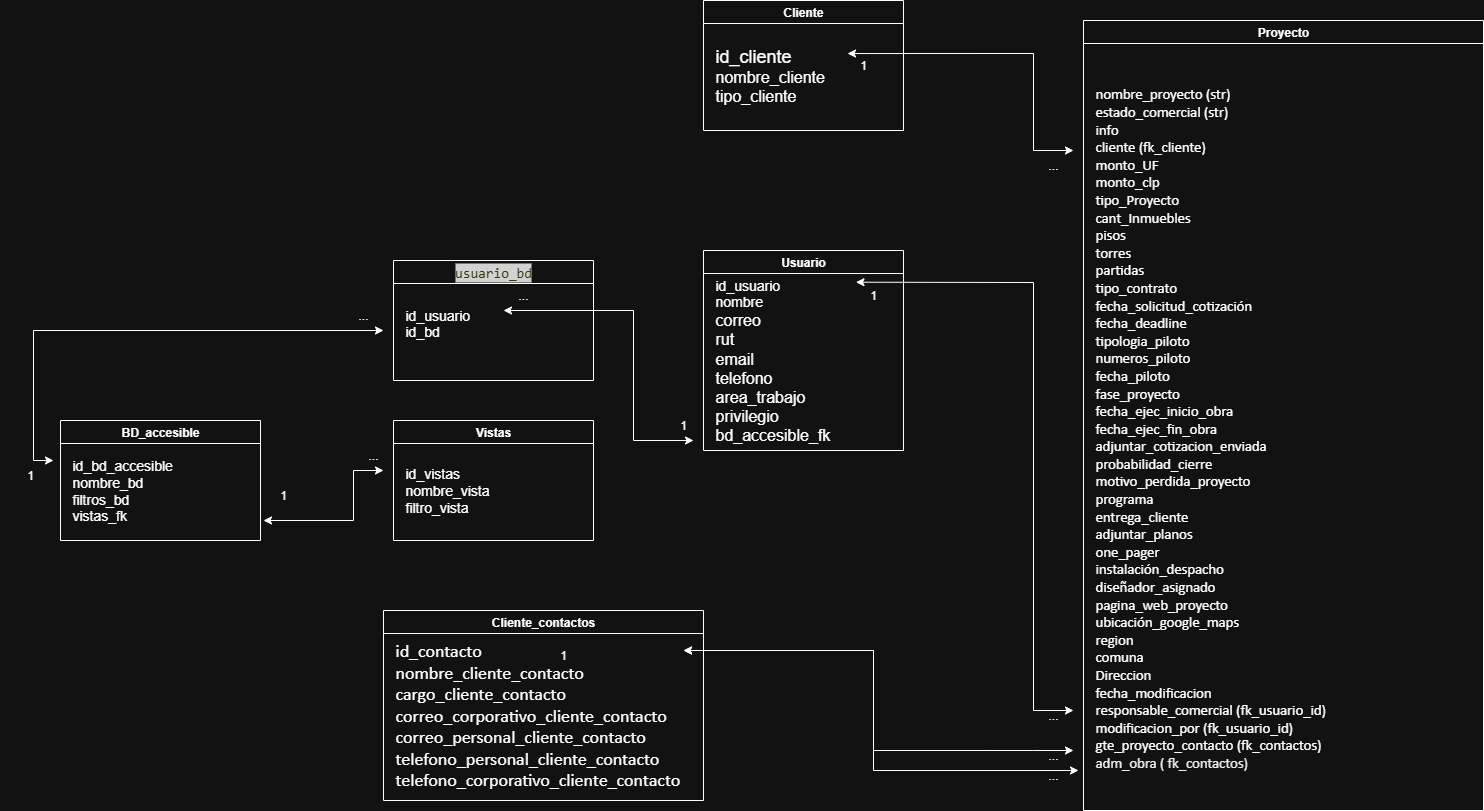 Cliente
id_cliente
nombre_cliente
tipo_cliente
1
Proyecto
nombre_proyecto (str)
estado_comercial (str)
info
cliente (fk_cliente)
monto_UF
monto_clp
tipo_Proyecto
cant_Inmuebles
pisos
torres
partidas
tipo_contrato
fecha_solicitud_cotización
fecha_deadline
tipologia_piloto
numeros_piloto
fecha_piloto
fase_proyecto
fecha_ejec_inicio_obra
fecha_ejec_fin_obra
adjuntar_cotizacion_enviada
probabilidad_cierre
motivo_perdida_proyecto
programa
entrega_cliente
adjuntar_planos
one_pager
instalación_despacho
diseñador_asignado
pagina_web_proyecto
ubicación_google_maps
region
comuna
Direccion
fecha_modificacion
responsable_comercial (fk_usuario_id)
modificacion_por (fk_usuario_id)
gte_proyecto_contacto (fk_contactos)
adm_obra ( fk_contactos)
...
...
...
...
usuario_bd
...
id_usuario
id_bd
...
Usuario
id_usuario
nombre
correo
rut
email
telefono
area_trabajo
privilegio
bd_accesible_fk
1
1
BD_accesible
id_bd_accesible
nombre_bd
filtros_bd
vistas_fk
1
1
...
Vistas
id_vistas
nombre_vista
filtro_vista
Cliente_contactos
id_contacto
nombre_cliente_contacto
cargo_cliente_contacto
correo_corporativo_cliente_contacto
correo_personal_cliente_contacto
telefono_personal_cliente_contacto
telefono_corporativo_cliente_contacto
1